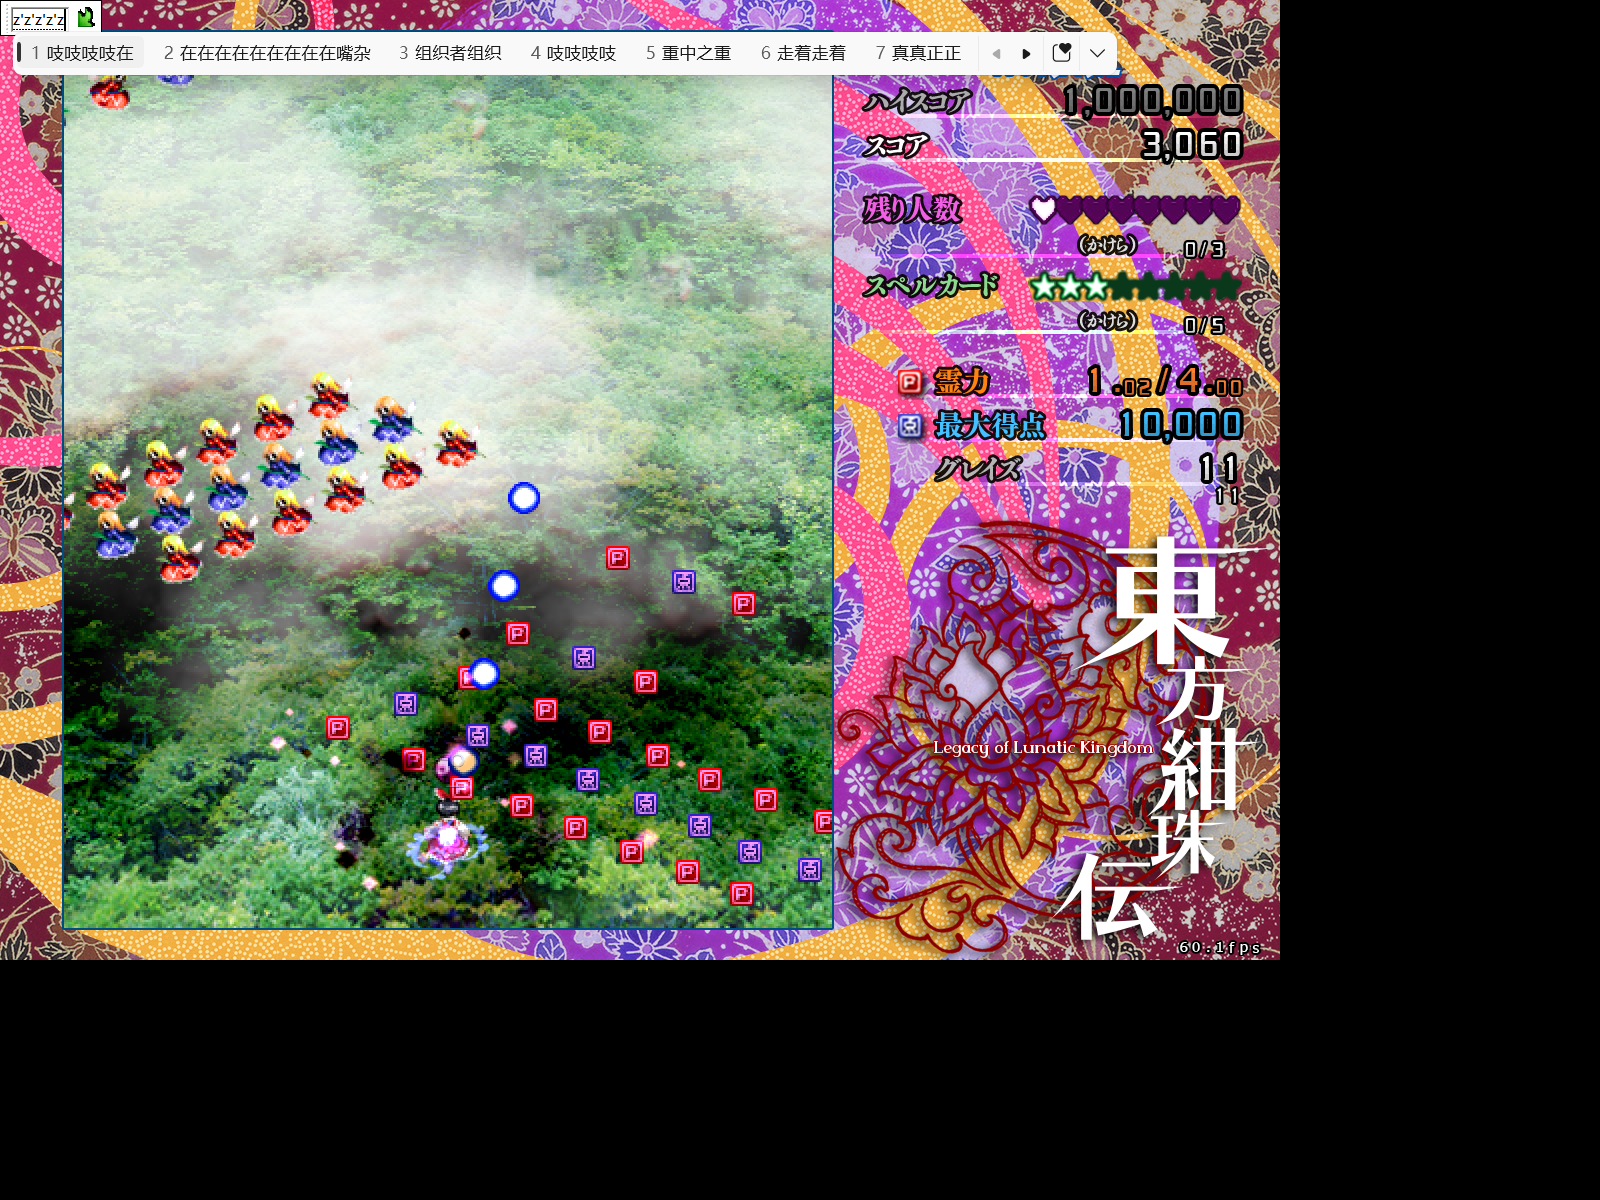 z'z'z'z'z
1 吱吱吱吱在 2 在在在在在在在在在嘴杂 3 组织者组织 4 吱吱吱吱 5 重中之重 6 走着走着 7 真真正正
ハイスコア 1,000,000
スコア 3,060
残り人数
(かけら) 0/3
スペルカード
(かけら) 0/5
P 霊力 1.02/4.00
点 最大得点 10,000
グレイズ 11
11
東方紺珠伝
Legacy of Lunatic Kingdom
60.1fps